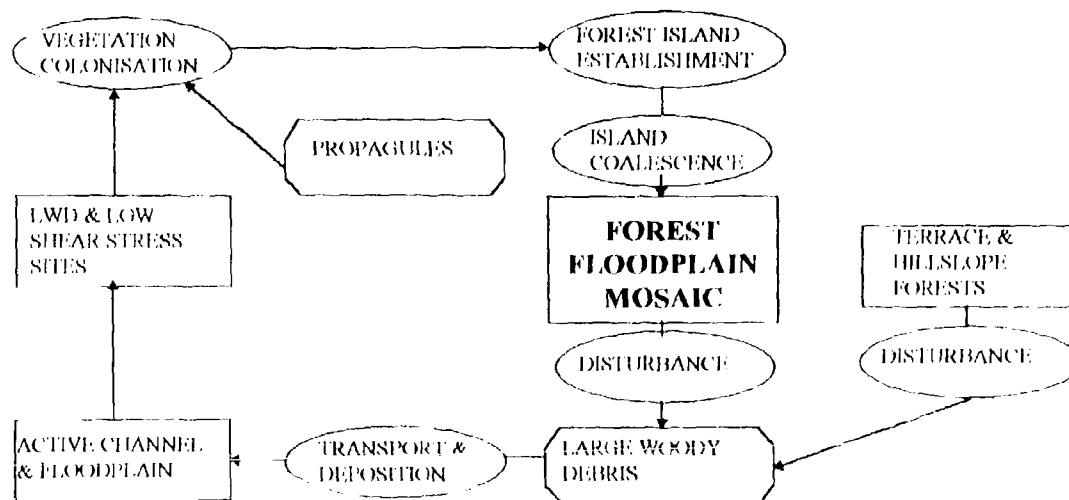 VEGETATION
COLONISATION
FOREST ISLAND
ESTABLISHMENT
PROPAGULES
ISLAND
COALESCENCE
LWD & LOW
SHEAR STRESS
SITES
FOREST
FLOODPLAIN
MOSAIC
TERRACE &
HILLSLOPE
FORESTS
DISTURBANCE
DISTURBANCE
ACTIVE CHANNEL
& FLOODPLAIN
TRANSPORT &
DEPOSITION
LARGE WOODY
DEBRIS